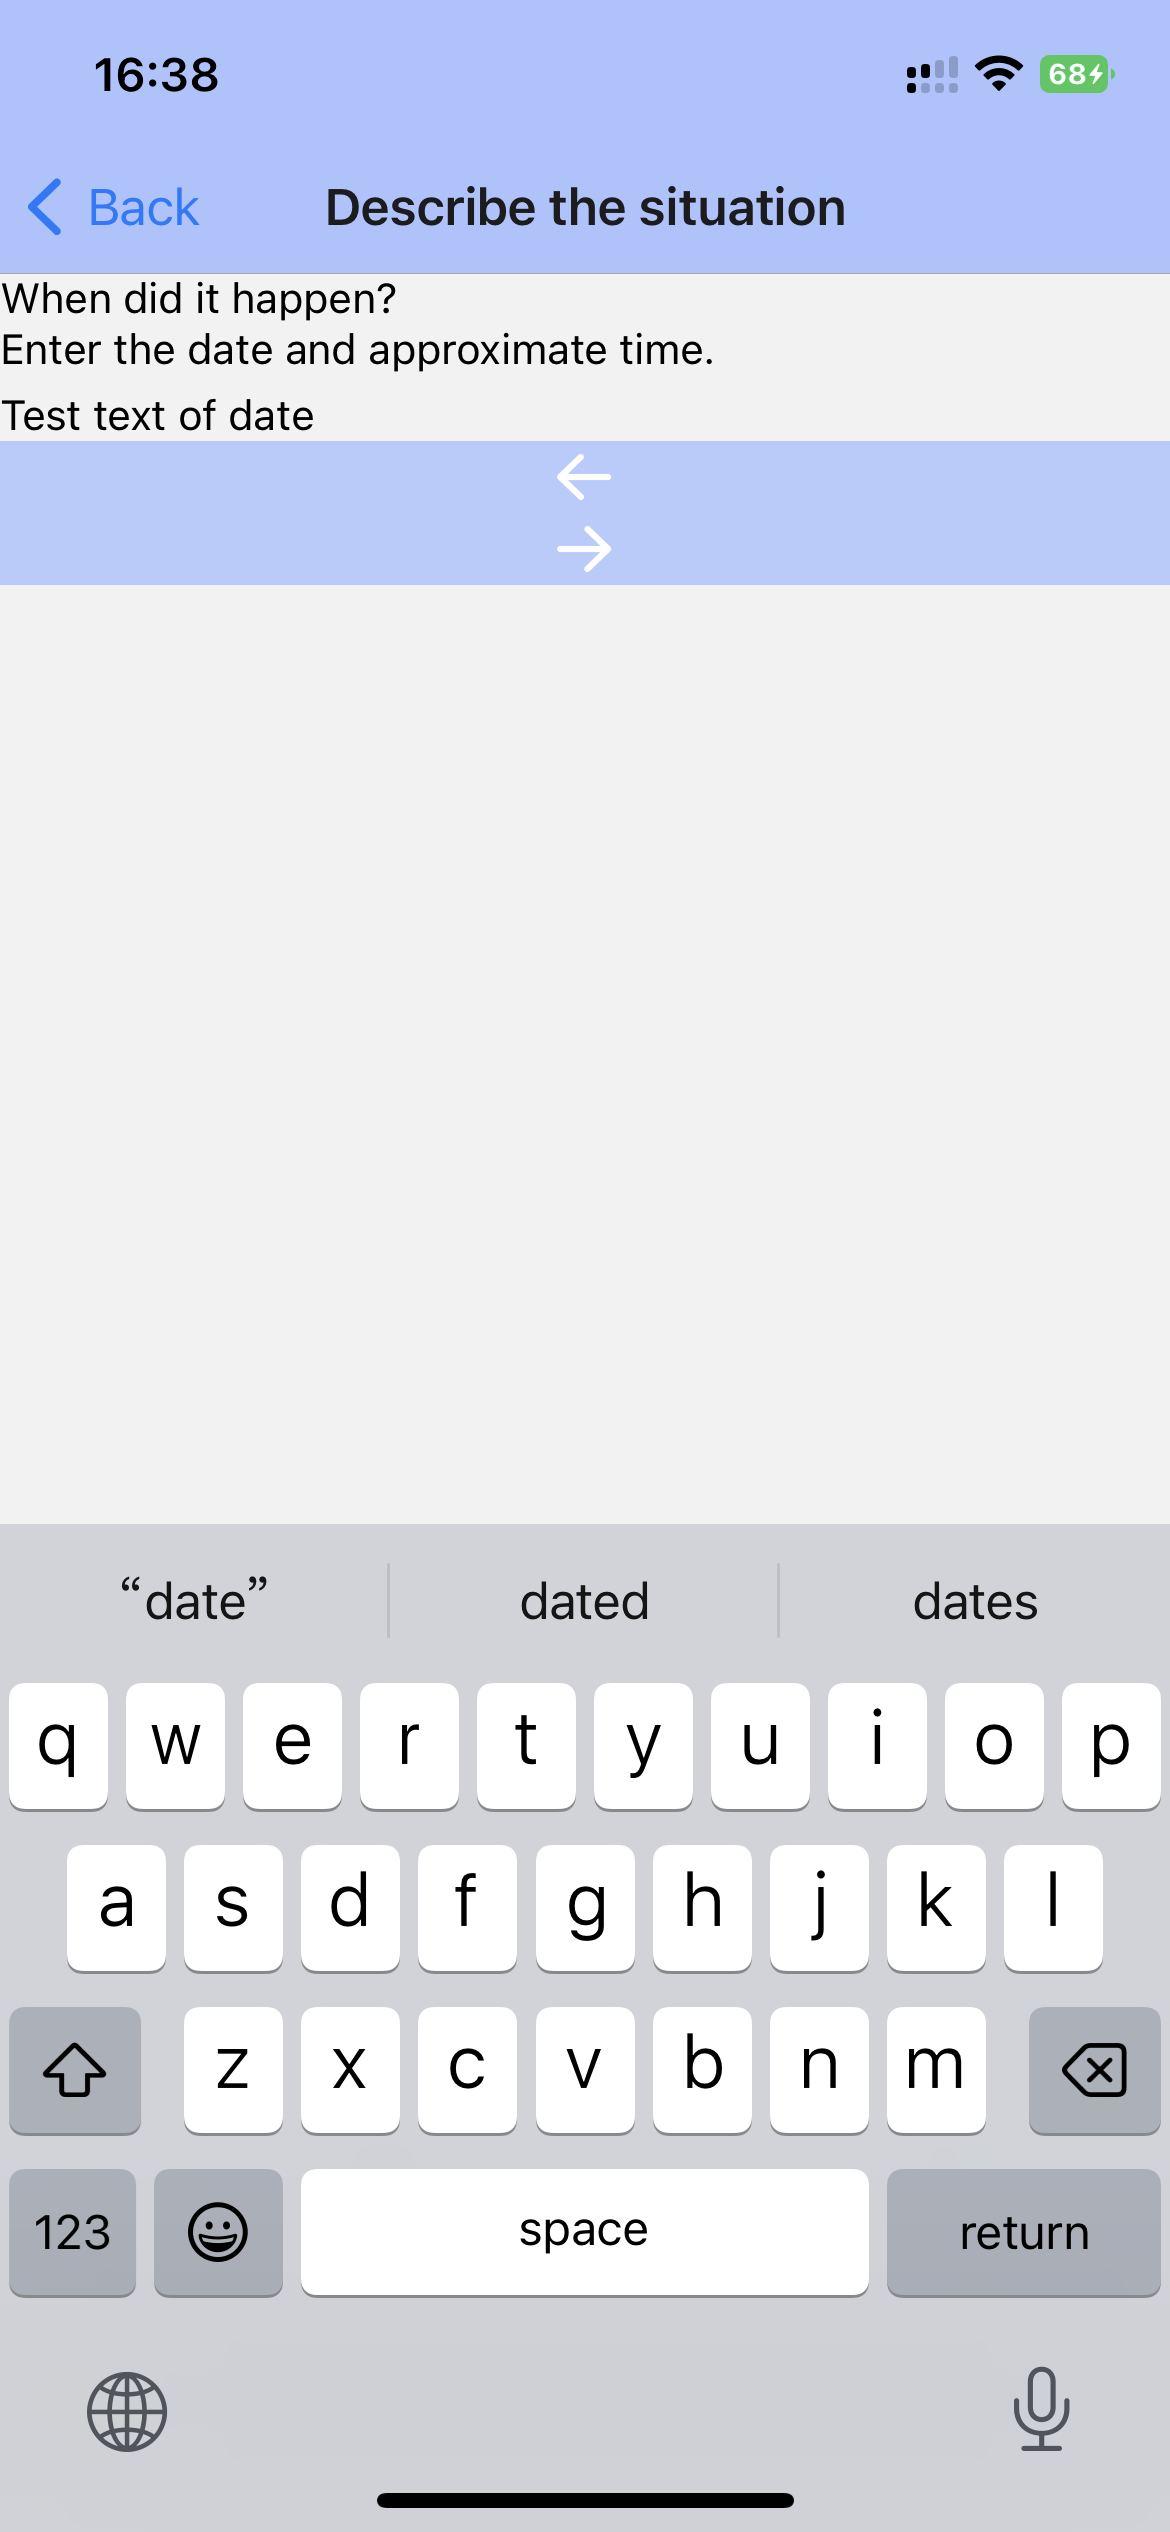 16:38
68
Back
Describe the situation
When did it happen?
Enter the date and approximate time.
Test text of date
“date” dated dates
q w e r t y u i o p
a s d f g h j k l
z x c v b n m
123 space return